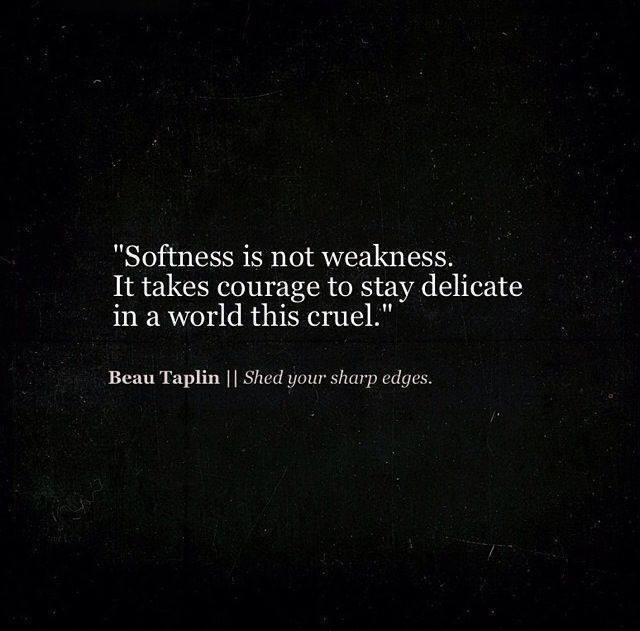 "Softness is not weakness.
It takes courage to stay delicate
in a world this cruel."
Beau Taplin || Shed your sharp edges.